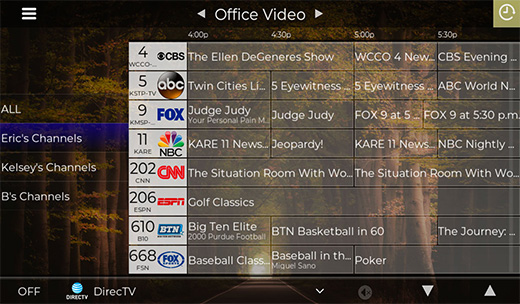 Office Video
4:00p 4:30p 5:00p 5:30p
4 CBS The Ellen DeGeneres Show WCCO 4 New... CBS Evening ...
WCCO-...
5 abc Twin Cities Li... 5 Eyewitness ... 5 Eyewitness ... ABC World N...
KSTP-TV
ALL
9 FOX Judge Judy Judge Judy FOX 9 at 5 ... FOX 9 at 5:30 p.m.
KMSP-... Your Personal Pain M...
Eric's Channels
11 NBC KARE 11 News... Jeopardy! KARE 11 News... NBC Nightly ...
KARE
Kelsey's Channels
202 CNN The Situation Room With Wo... The Situation Room With Wo...
CNN
B's Channels
206 ESPN Golf Classics
ESPN
610 BTN Big Ten Elite BTN Basketball in 60 The Journey: ...
B10 2000 Purdue Football
668 FOX SPORTS Baseball Class... Baseball in th... Poker
FSN Miguel Sano
OFF DIRECTV DirecTV